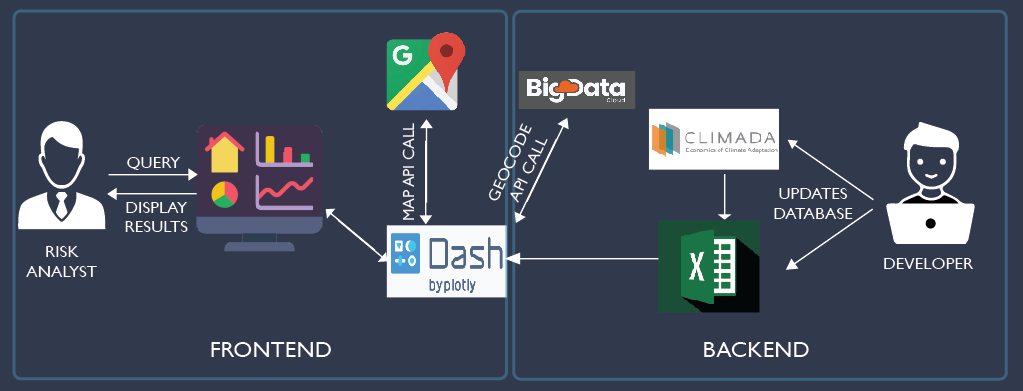 G
BigData
Cloud
CLIMADA
Economics of Climate Adaptation
QUERY
DISPLAY
RESULTS
MAP API CALL
GEOCODE
API CALL
UPDATES
DATABASE
RISK
ANALYST
Dash
byplotly
X
DEVELOPER
FRONTEND
BACKEND